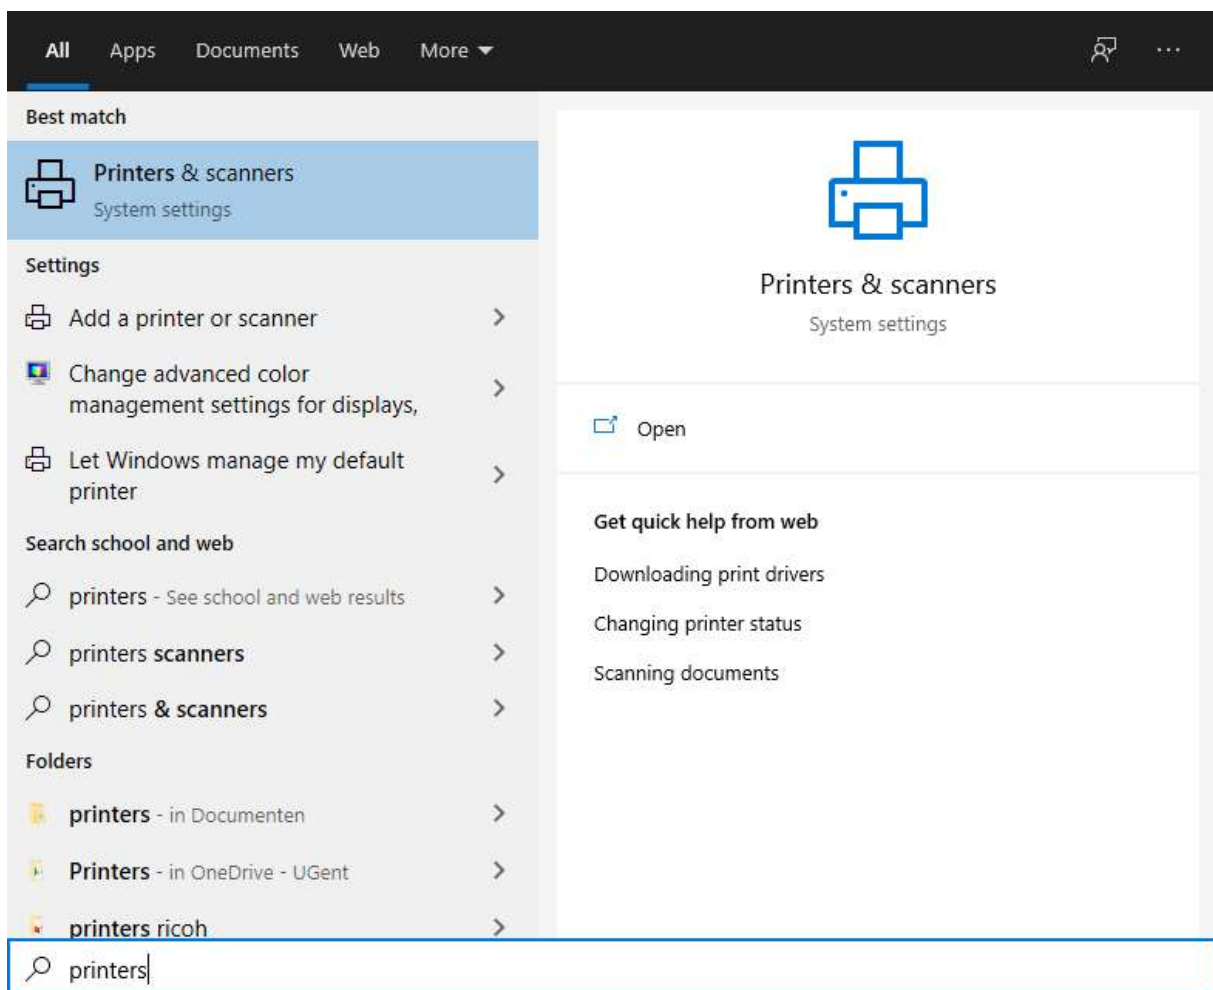 All Apps Documents Web More
Best match
Printers & scanners
System settings
Settings
Add a printer or scanner
Change advanced color
management settings for displays,
Let Windows manage my default
printer
Search school and web
printers - See school and web results
printers scanners
printers & scanners
Folders
printers - in Documenten
Printers - in OneDrive - UGent
printers ricoh
printers
Printers & scanners
System settings
Open
Get quick help from web
Downloading print drivers
Changing printer status
Scanning documents